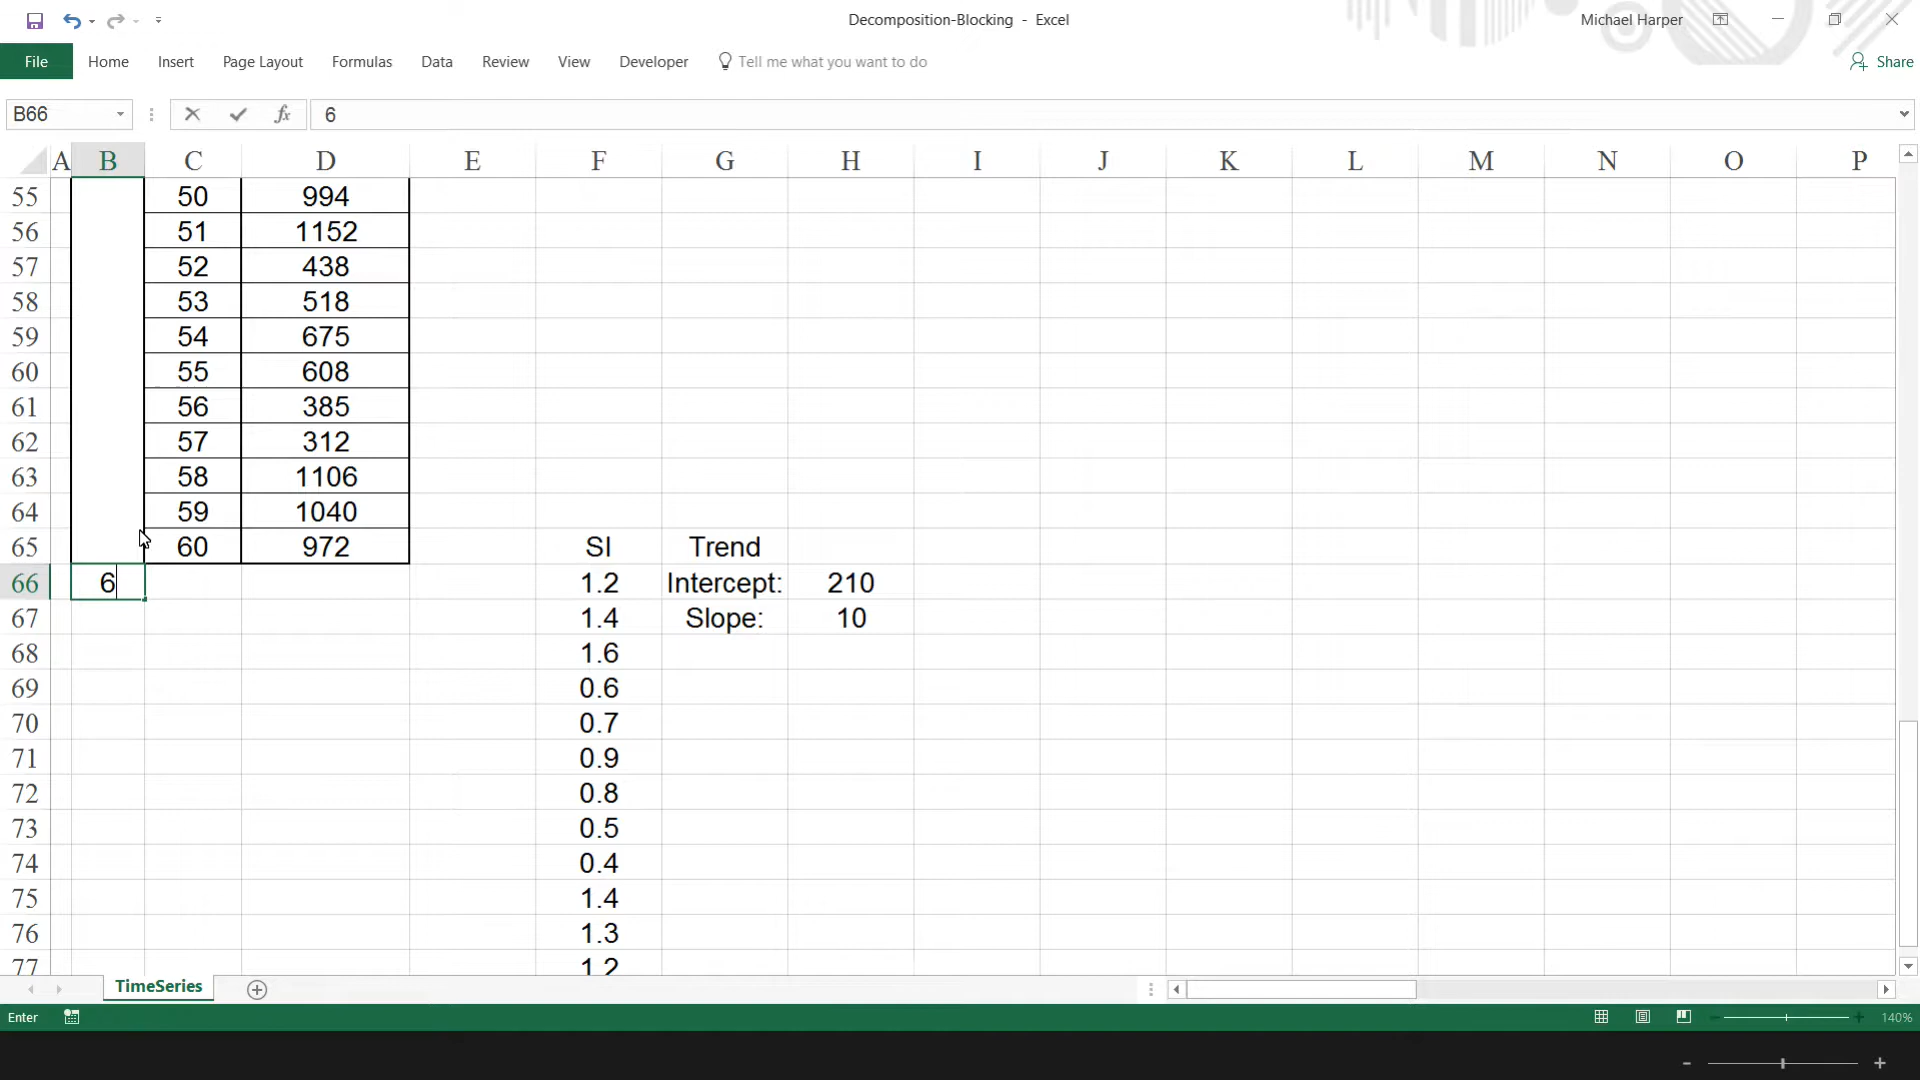 Decomposition-Blocking - Excel
Michael Harper
File Home Insert Page Layout Formulas Data Review View Developer Tell me what you want to do Share
B66 fx 6
A B C D E F G H I J K L M N O P
55 50 994
56 51 1152
57 52 438
58 53 518
59 54 675
60 55 608
61 56 385
62 57 312
63 58 1106
64 59 1040
65 60 972 SI Trend
66 6 1.2 Intercept: 210
67 1.4 Slope: 10
68 1.6
69 0.6
70 0.7
71 0.9
72 0.8
73 0.5
74 0.4
75 1.4
76 1.3
77 1.2
TimeSeries
Enter 140%